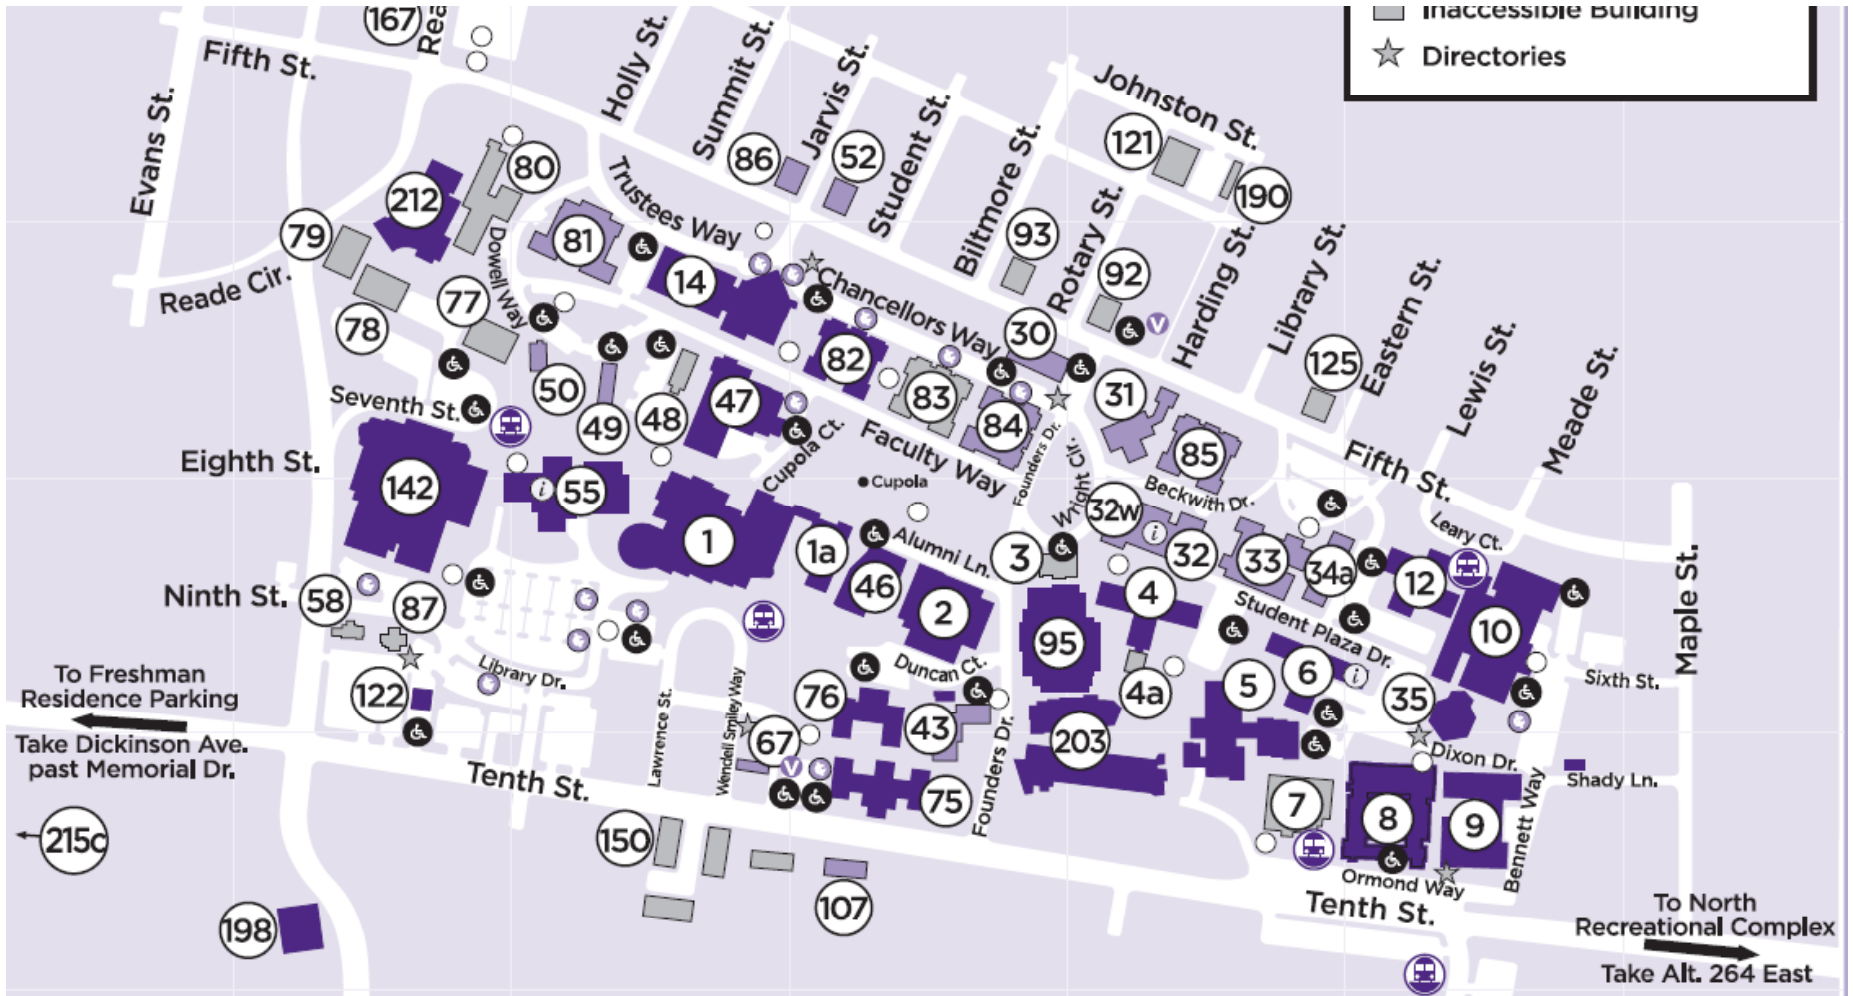 167
Rea
Inaccessible Building
Directories
Fifth St.
Holly St.
Summit St.
Jarvis St.
Student St.
Biltmore St.
Johnston St.
Evans St.
86
52
121
190
80
212
Trustees Way
79
81
93
Rotary St.
92
Harding St.
Library St.
Eastern St.
Reade Cir.
Dowell Way
14
Chancellors Way
V
77
78
30
82
125
Lewis St.
Meade St.
50
49
48
47
83
84
31
85
Seventh St.
Cupola Ct.
Faculty Way
Founders Dr.
Wright Cir.
Fifth St.
Eighth St.
142
i
55
Cupola
Beckwith Dr.
32w
i
Leary Ct.
1
1a
Alumni Ln.
3
32
33
34a
12
Maple St.
Ninth St.
58
87
46
2
4
Student Plaza Dr.
10
95
Duncan Ct.
Library Dr.
To Freshman
Residence Parking
122
Lawrence St.
Wendell Smiley Way
76
4a
5
6
i
35
Sixth St.
Take Dickinson Ave.
past Memorial Dr.
67
43
203
Dixon Dr.
V
Tenth St.
75
Founders Dr.
7
8
9
Bennett Way
Shady Ln.
215c
150
Ormond Way
107
Tenth St.
198
To North
Recreational Complex
Take Alt. 264 East